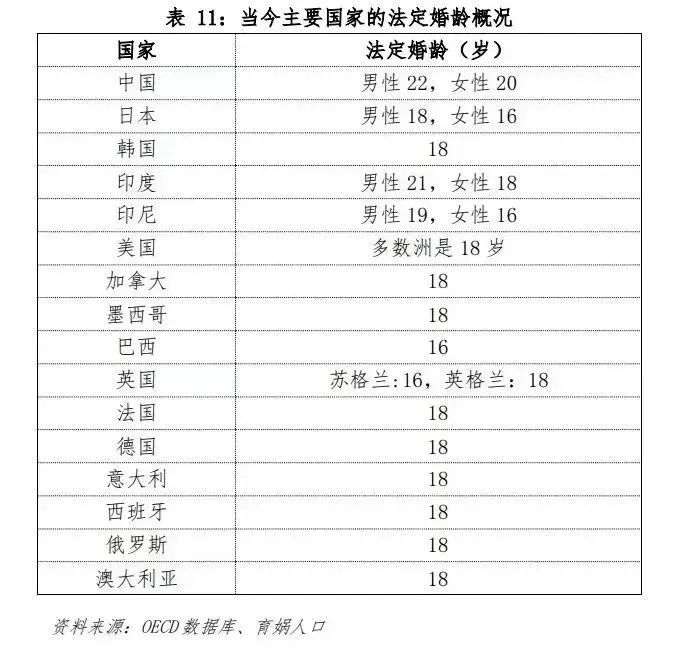 表 11：当今主要国家的法定婚龄概况
国家 法定婚龄（岁）
中国 男性 22，女性 20
日本 男性 18，女性 16
韩国 18
印度 男性 21，女性 18
印尼 男性 19，女性 16
美国 多数洲是 18 岁
加拿大 18
墨西哥 18
巴西 16
英国 苏格兰:16，英格兰：18
法国 18
德国 18
意大利 18
西班牙 18
俄罗斯 18
澳大利亚 18
资料来源：OECD 数据库、育娲人口